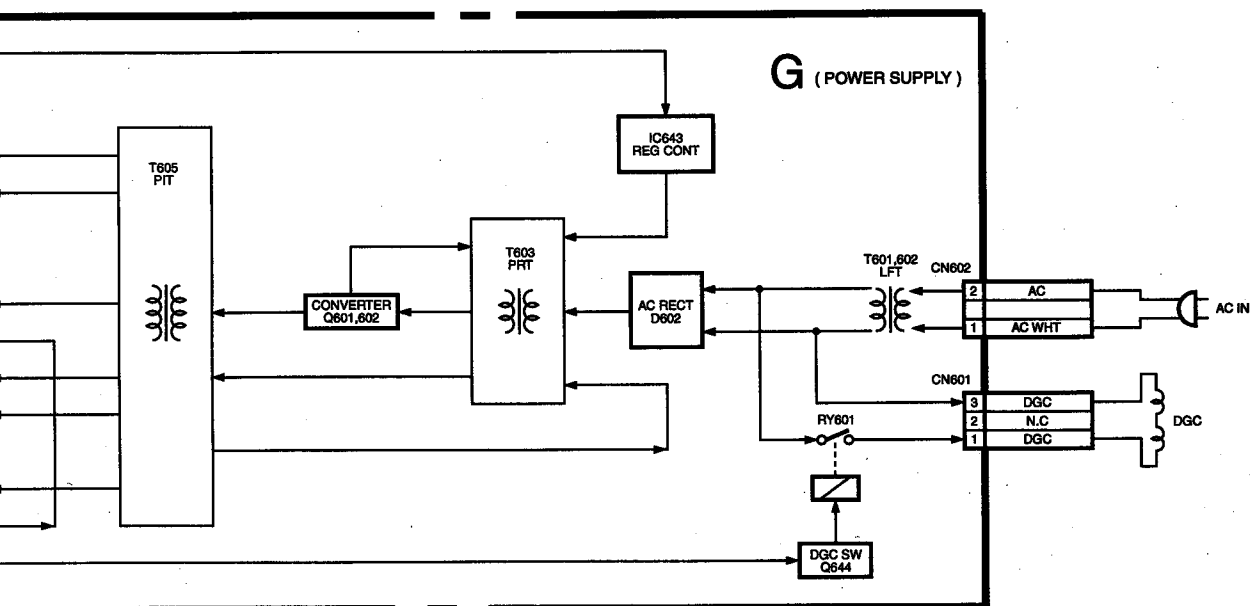 G ( POWER SUPPLY )
IC643
REG CONT
T605
PIT
T603
PRT
T601,602
LFT
CN602
CONVERTER
Q601,602
AC RECT
D602
2 AC
1 AC WHT
AC IN
CN601
3 DGC
2 N.C
1 DGC
DGC
RY601
DGC SW
Q644